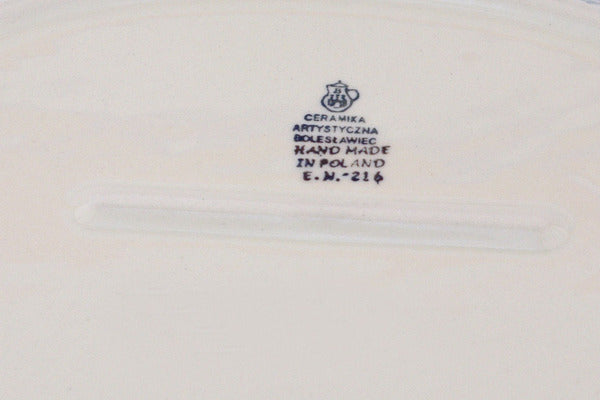 CERAMIKA
ARTYSTYCZNA
BOLESŁAWIEC
HAND MADE
IN POLAND
E.N.-216